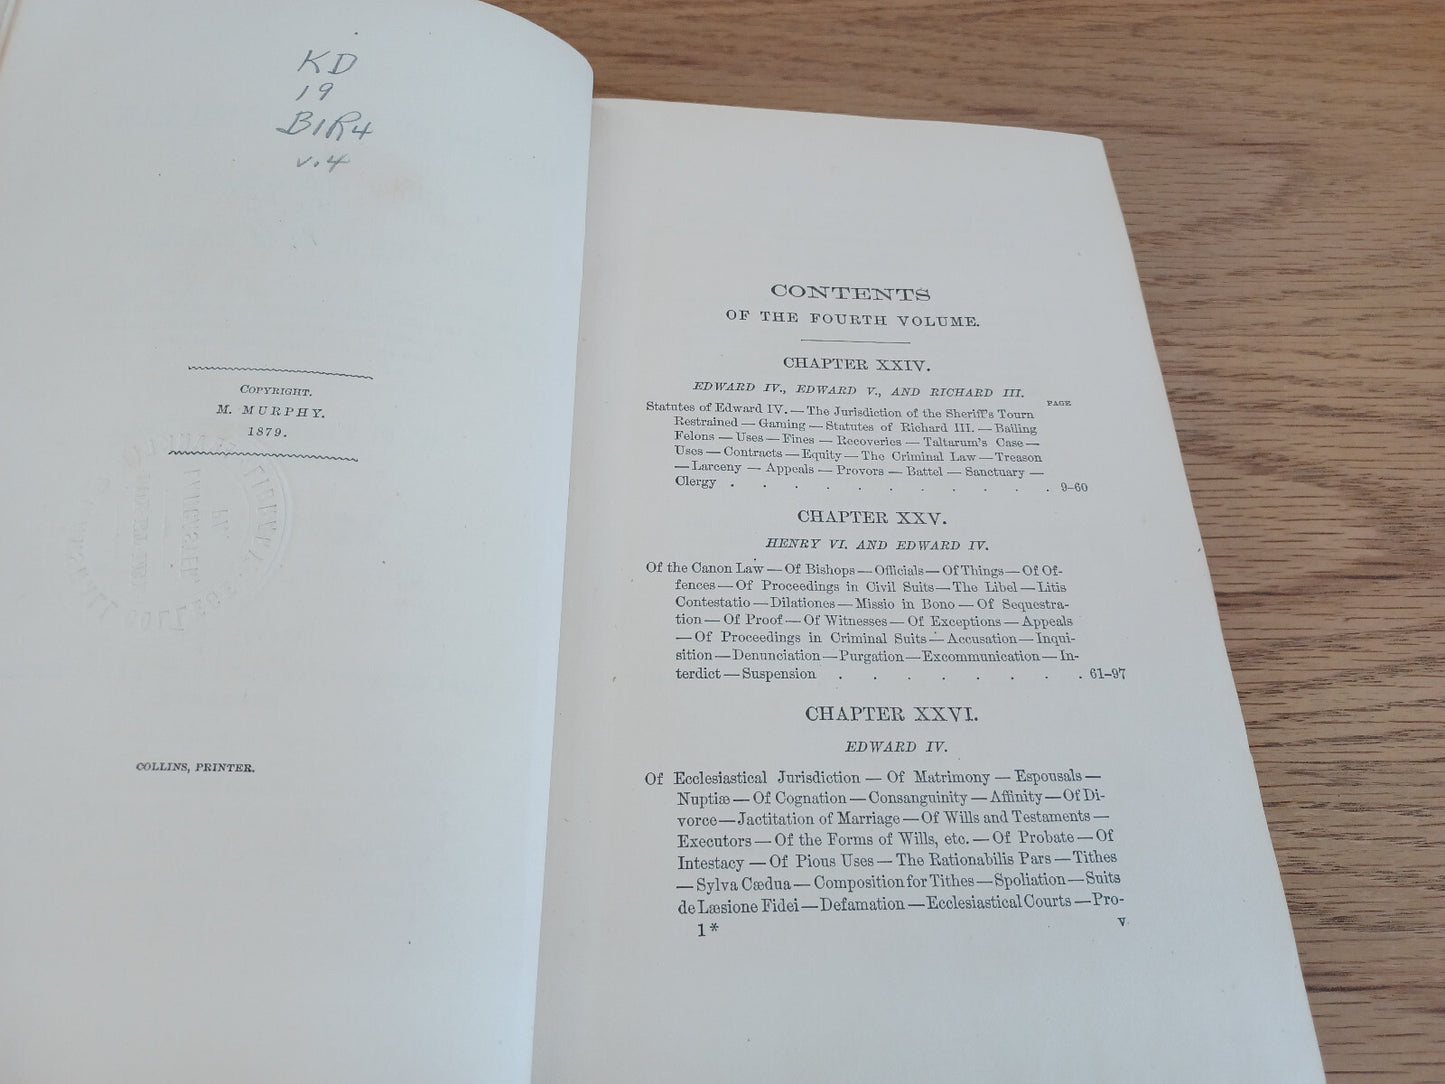 KD
19
B1R4
v.4
COPYRIGHT.
M. MURPHY.
1879.
COLLINS, PRINTER.
CONTENTS
OF THE FOURTH VOLUME.
CHAPTER XXIV.
EDWARD IV., EDWARD V., AND RICHARD III.
PAGE
Statutes of Edward IV. — The Jurisdiction of the Sheriff's Tourn
Restrained — Gaming — Statutes of Richard III. — Bailing
Felons — Uses — Fines — Recoveries — Taltarum's Case —
Uses — Contracts — Equity — The Criminal Law — Treason
— Larceny — Appeals — Provors — Battel — Sanctuary —
Clergy . . . . . . . . . . . 9–60
CHAPTER XXV.
HENRY VI. AND EDWARD IV.
Of the Canon Law — Of Bishops — Officials — Of Things — Of Of-
fences — Of Proceedings in Civil Suits — The Libel — Litis
Contestatio — Dilationes — Missio in Bono — Of Sequestra-
tion — Of Proof — Of Witnesses — Of Exceptions — Appeals
— Of Proceedings in Criminal Suits — Accusation — Inqui-
sition — Denunciation — Purgation — Excommunication — In-
terdict — Suspension . . . . . . . . 61–97
CHAPTER XXVI.
EDWARD IV.
Of Ecclesiastical Jurisdiction — Of Matrimony — Espousals —
Nuptiæ — Of Cognation — Consanguinity — Affinity — Of Di-
vorce — Jactitation of Marriage — Of Wills and Testaments —
Executors — Of the Forms of Wills, etc. — Of Probate — Of
Intestacy — Of Pious Uses — The Rationabilis Pars — Tithes
— Sylva Cædua — Composition for Tithes — Spoliation — Suits
de Læsione Fidei — Defamation — Ecclesiastical Courts — Pro-
1*
v